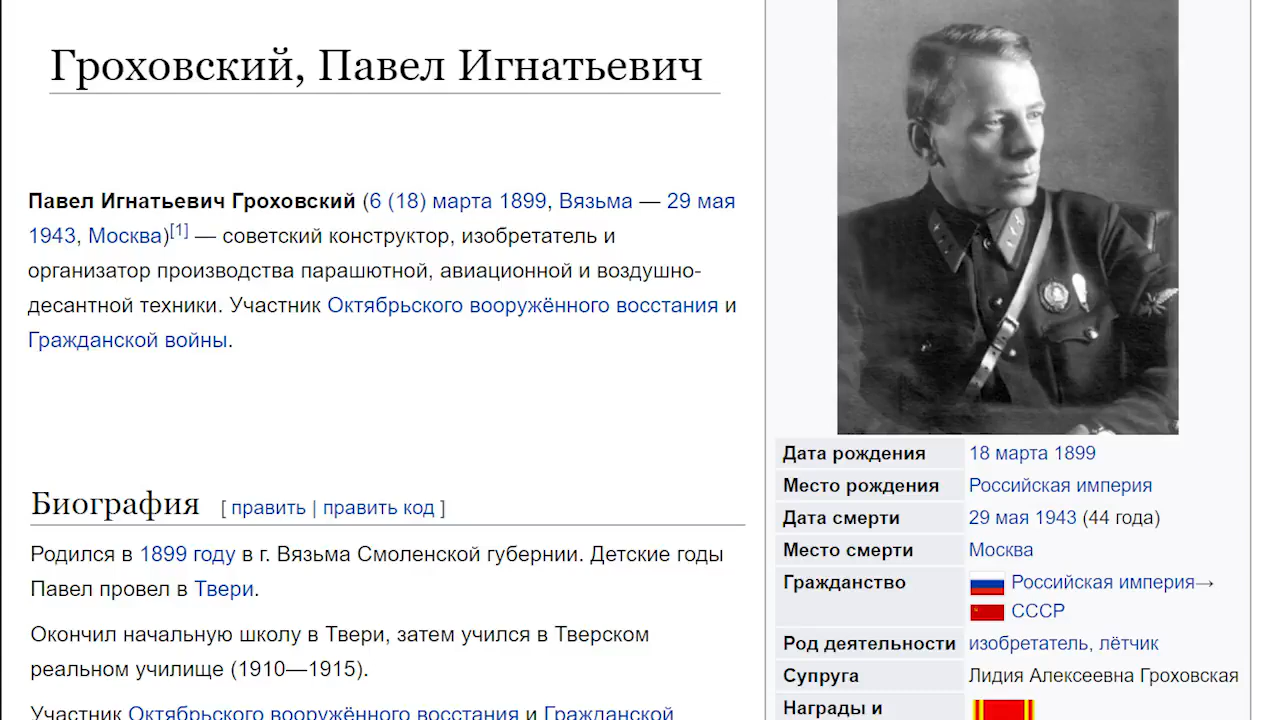 Гроховский, Павел Игнатьевич
Павел Игнатьевич Гроховский (6 (18) марта 1899, Вязьма — 29 мая
1943, Москва)[1] — советский конструктор, изобретатель и
организатор производства парашютной, авиационной и воздушно-
десантной техники. Участник Октябрьского вооружённого восстания и
Гражданской войны.
Биография [ править | править код ]
Родился в 1899 году в г. Вязьма Смоленской губернии. Детские годы
Павел провел в Твери.
Окончил начальную школу в Твери, затем учился в Тверском
реальном училище (1910—1915).
Участник Октябрьского вооружённого восстания и Гражданской
Дата рождения 18 марта 1899
Место рождения Российская империя
Дата смерти 29 мая 1943 (44 года)
Место смерти Москва
Гражданство Российская империя→
СССР
Род деятельности изобретатель, лётчик
Супруга Лидия Алексеевна Гроховская
Награды и